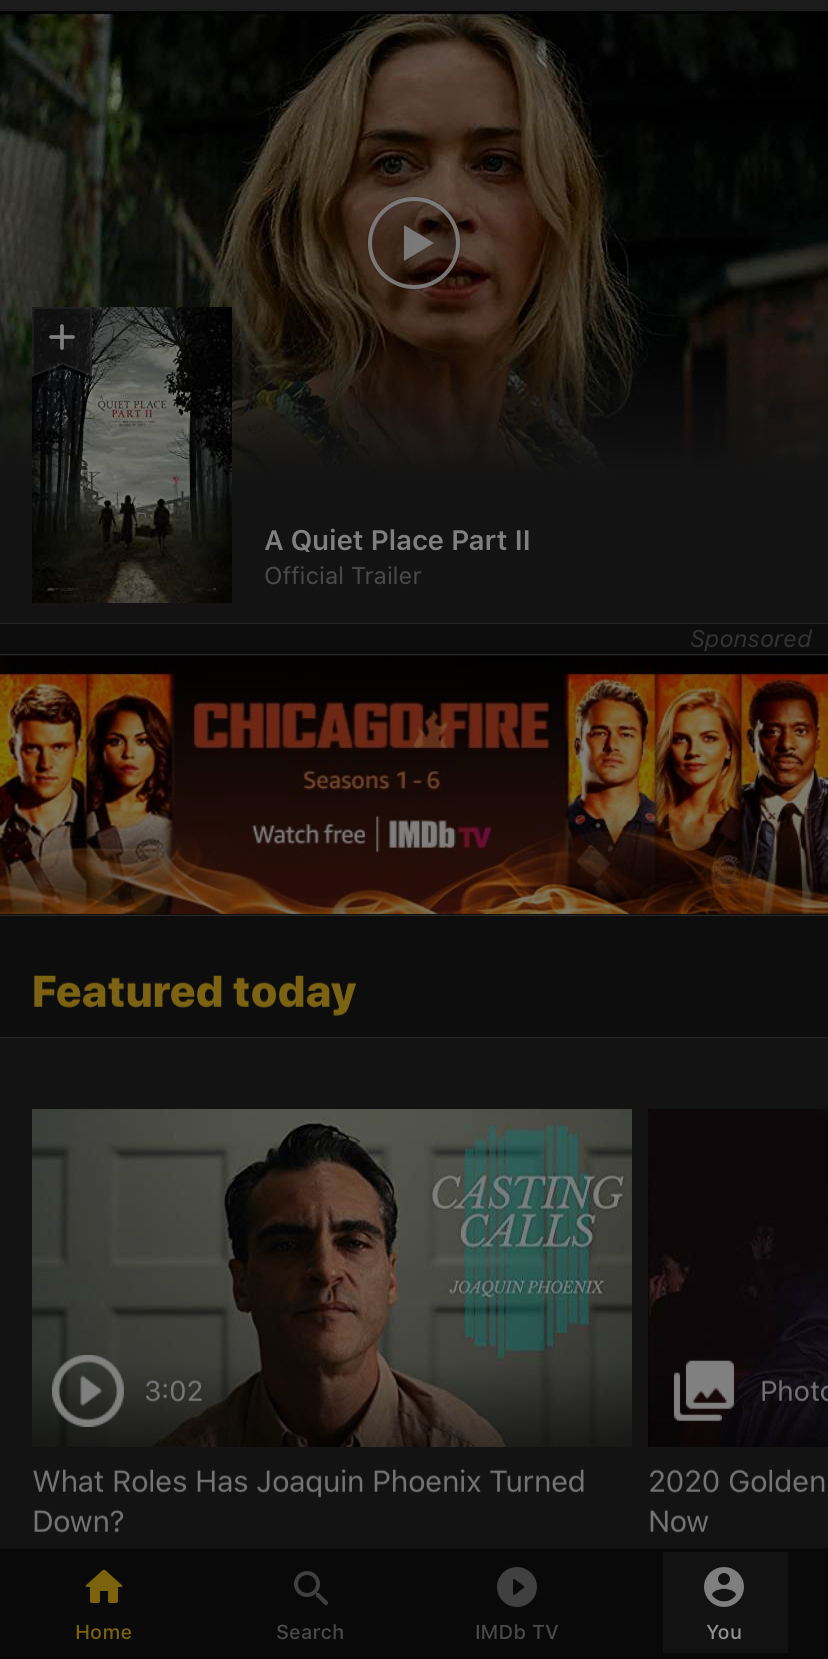 A
QUIET PLACE
PART II
A Quiet Place Part II
Official Trailer
Sponsored
CHICAGO FIRE
Seasons 1 - 6
Watch free | IMDb TV
Featured today
CASTING
CALLS
JOAQUIN PHOENIX
3:02
Photo
What Roles Has Joaquin Phoenix Turned
Down?
2020 Golden
Now
Home
Search
IMDb TV
You